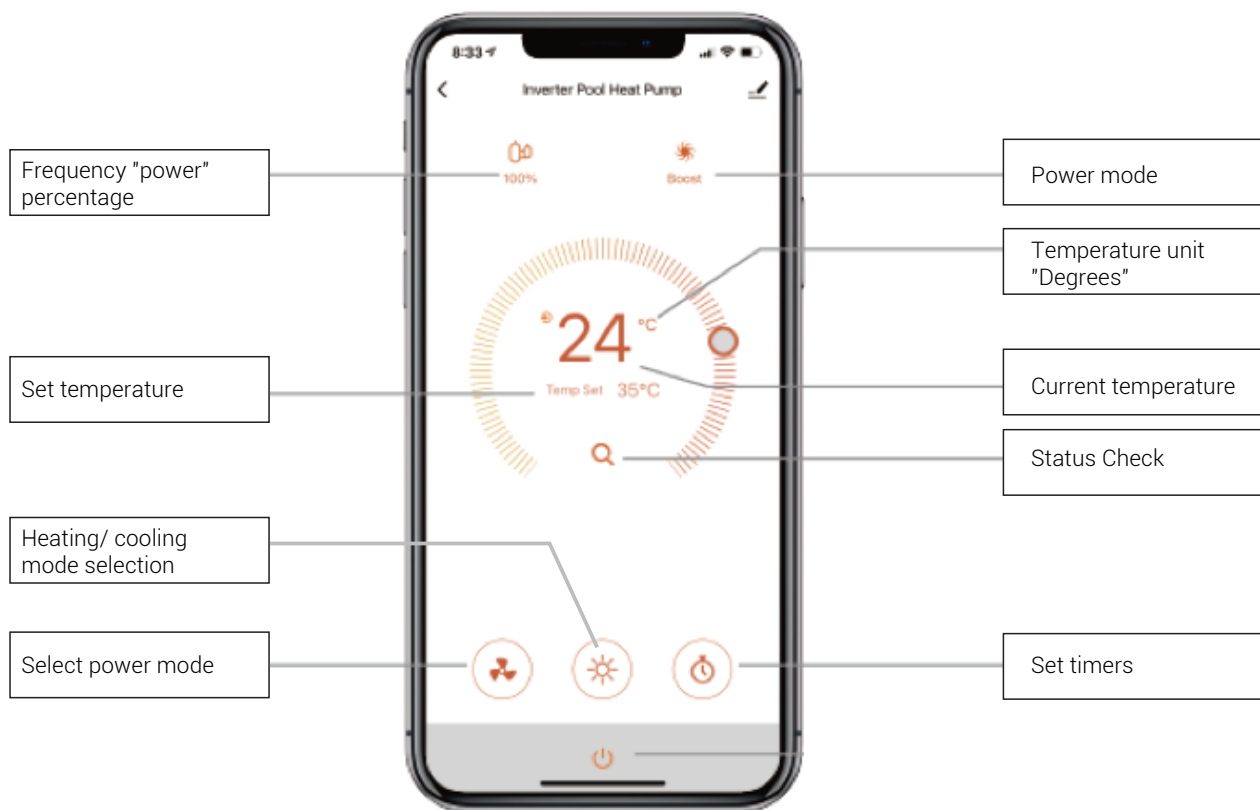 8:33
Inverter Pool Heat Pump
Frequency "power"
percentage
100%
Boost
Power mode
Temperature unit
"Degrees"
24 °C
Temp Set 35°C
Set temperature
Current temperature
Status Check
Heating/ cooling
mode selection
Select power mode
Set timers